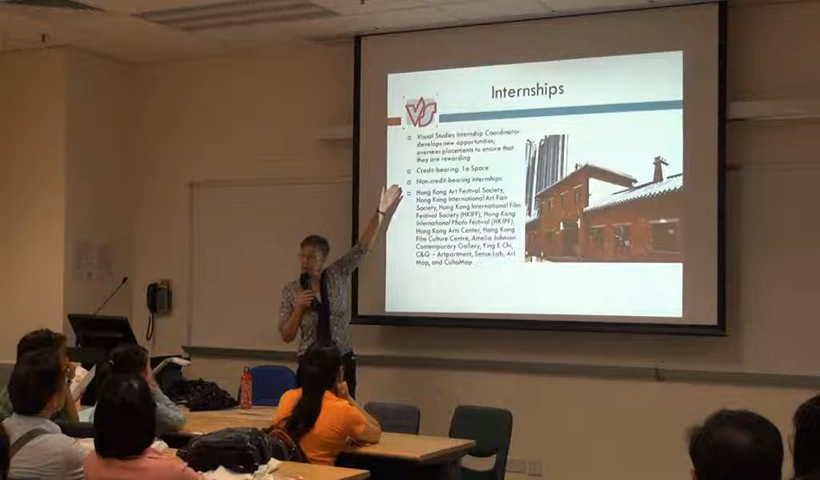 Internships
VS
Visual Studies Internship Coordinator
develops new opportunities;
oversees placements to ensure that
they are rewarding
Credit-bearing: 1a Space
Non-credit-bearing internships
Hong Kong Art Festival Society,
Hong Kong International Art Fair
Society, Hong Kong International Film
Festival Society (HKIFF), Hong Kong
International Photo Festival (HKIPF),
Hong Kong Arts Center, Hong Kong
Film Culture Centre, Amelia Johnson
Contemporary Gallery, Ying E Chi,
C&G – Artpartment, Sense Lab, Art
Map, and CultaMap